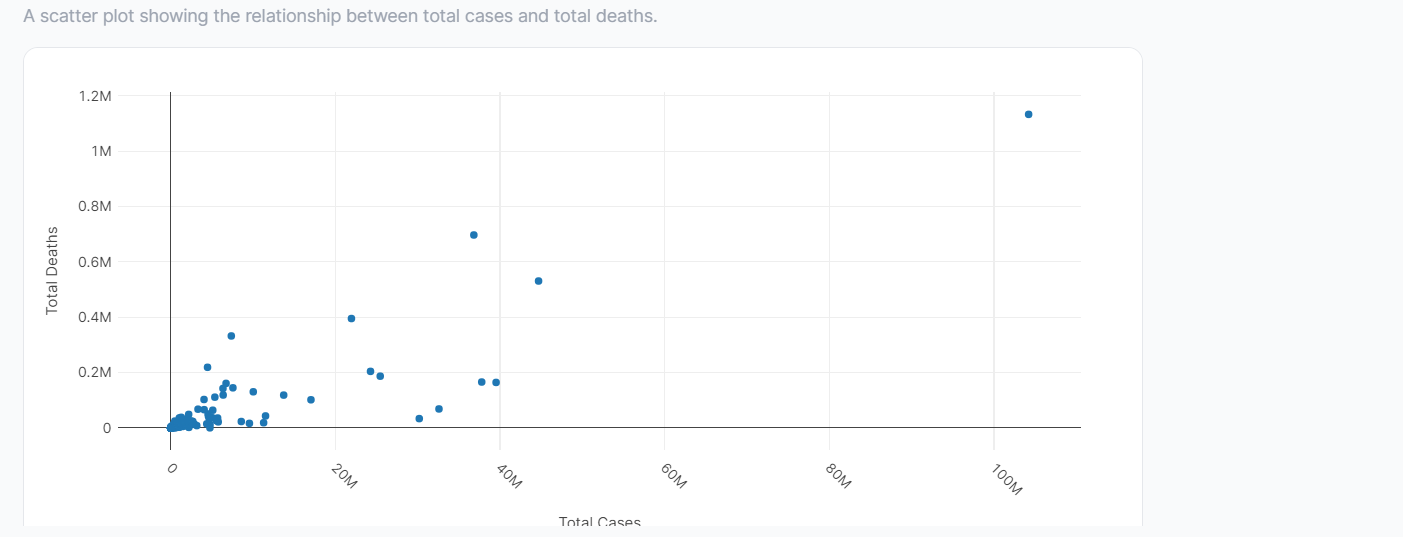 A scatter plot showing the relationship between total cases and total deaths.
1.2M
1M
0.8M
0.6M
0.4M
0.2M
0
Total Deaths
0
20M
40M
60M
80M
100M
Total Cases